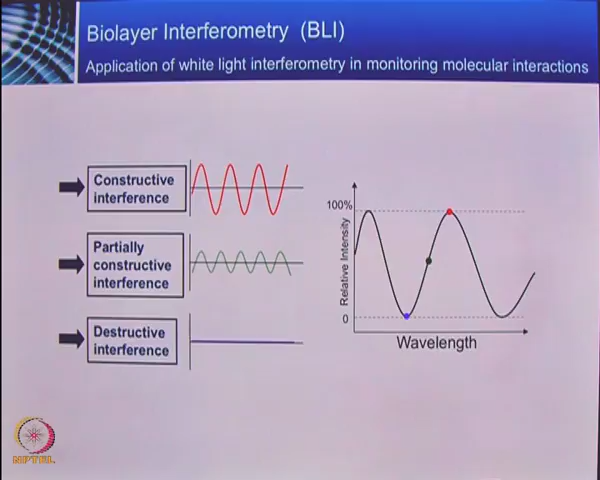 Biolayer Interferometry (BLI)
Application of white light interferometry in monitoring molecular interactions
Constructive
interference
Partially
constructive
interference
Destructive
interference
100%
Relative Intensity
0
Wavelength
NPTEL